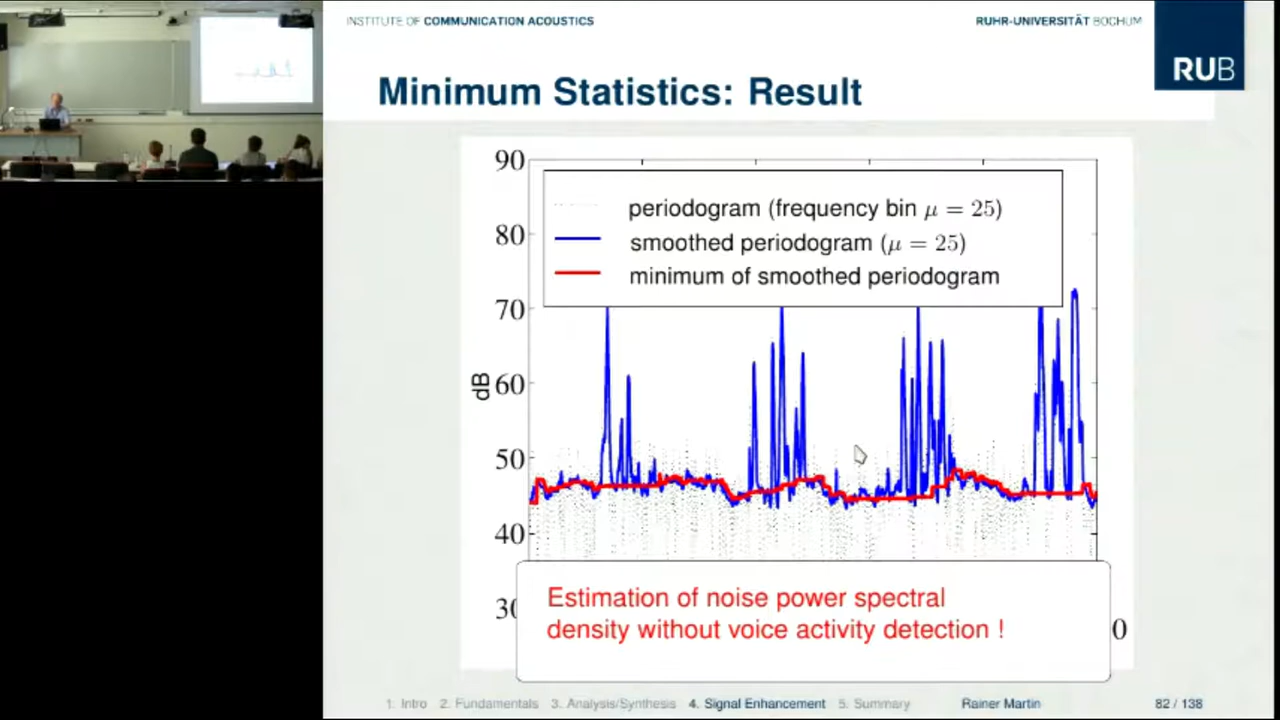 INSTITUTE OF COMMUNICATION ACOUSTICS
RUHR-UNIVERSITÄT BOCHUM
RUB
Minimum Statistics: Result
90
80
70
60
50
40
30
dB
periodogram (frequency bin μ = 25)
smoothed periodogram (μ = 25)
minimum of smoothed periodogram
Estimation of noise power spectral
density without voice activity detection !
0
1. Intro 2. Fundamentals 3. Analysis/Synthesis 4. Signal Enhancement 5. Summary Rainer Martin 82 / 138